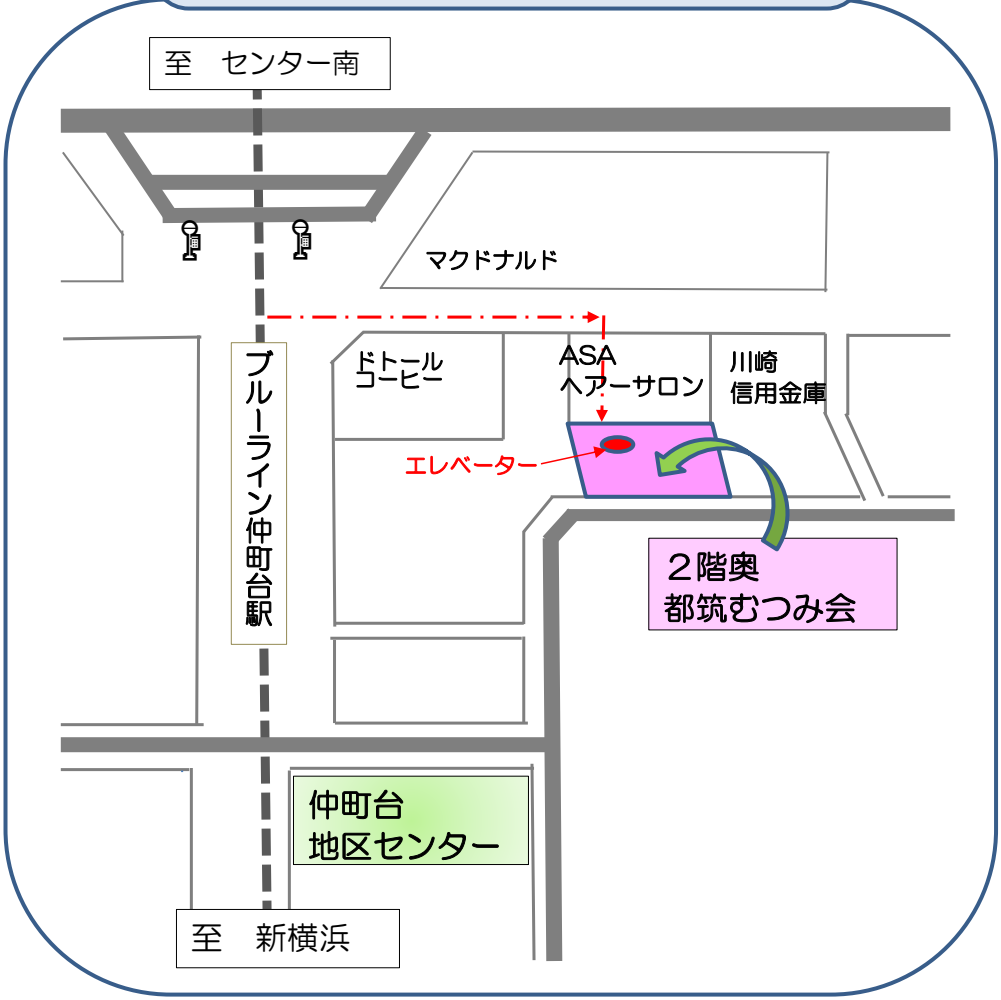 至　センター南
マクドナルド
ドトール
コーヒー
ASA
ヘアーサロン
川崎
信用金庫
エレベーター
ブルーライン仲町台駅
２階奥
都筑むつみ会
仲町台
地区センター
至　新横浜